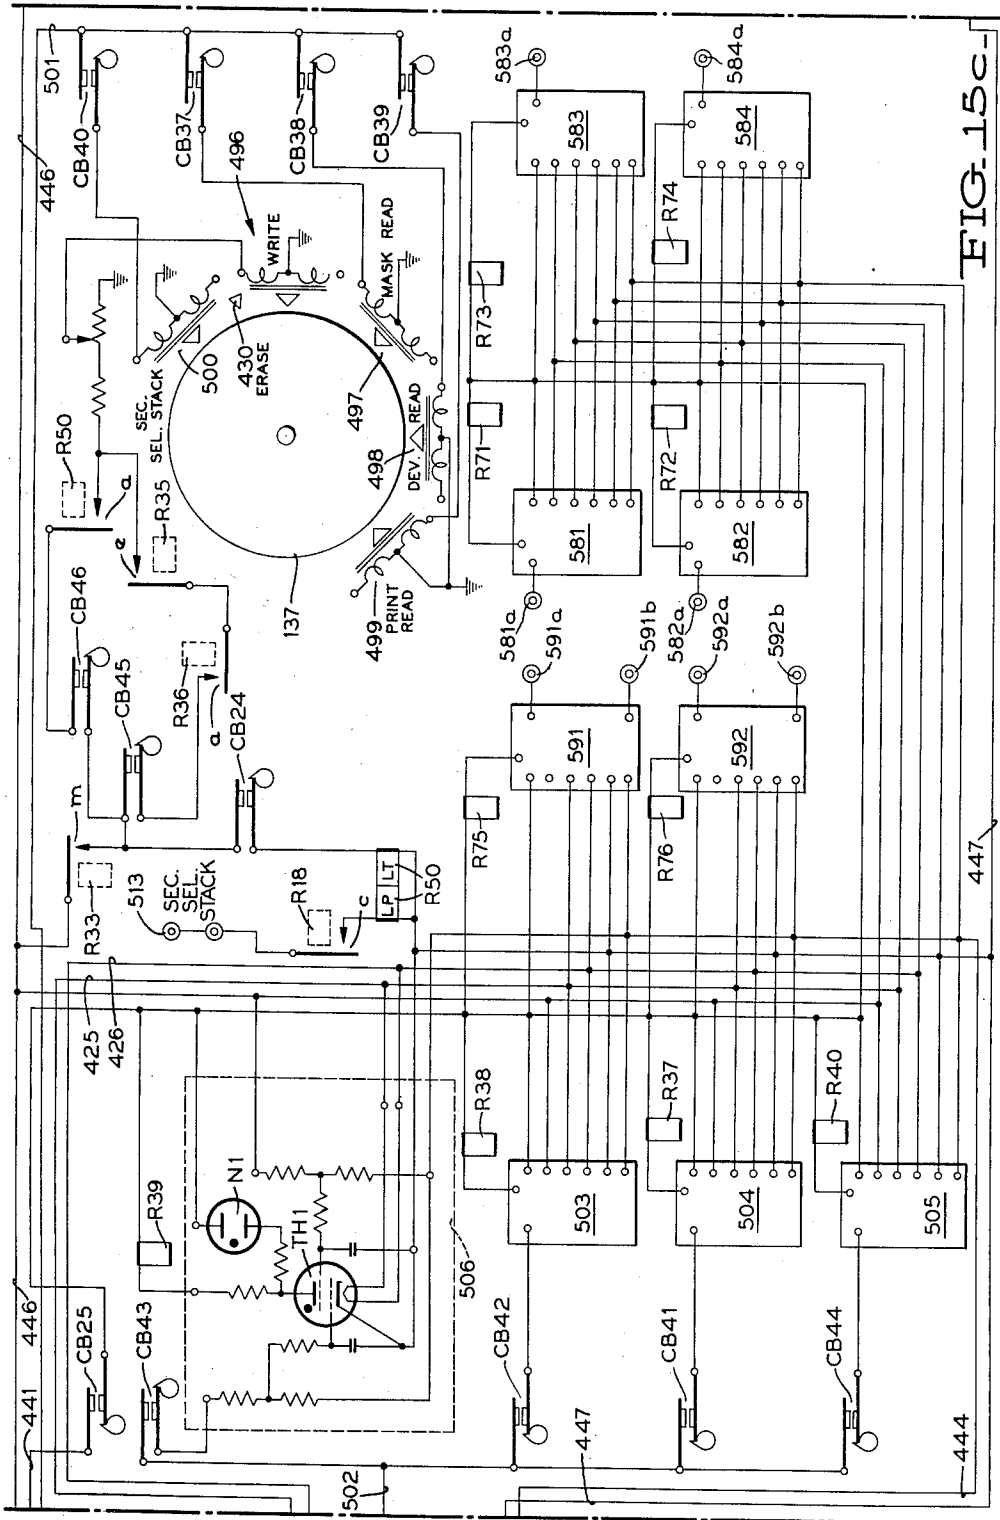 446
501
CB40
CB37
CB38
CB39
496
WRITE
MASK READ
SEC.
SEL. STACK
500
430
ERASE
497
DEV. READ
498
499
PRINT
READ
137
R50
a
e
R35
CB46
CB45
R36
a
CB24
m
R33
513
SEC.
SEL.
STACK
R18
c
LP
LT
R50
425
426
583a
583
584a
584
R73
R74
R71
R72
581
582
581a
591a
591b
582a
592a
592b
591
592
R75
R76
447
R39
N1
TH1
506
R38
R37
R40
503
504
505
446
441
CB25
CB43
CB42
CB41
CB44
502
447
444
FIG. 15c